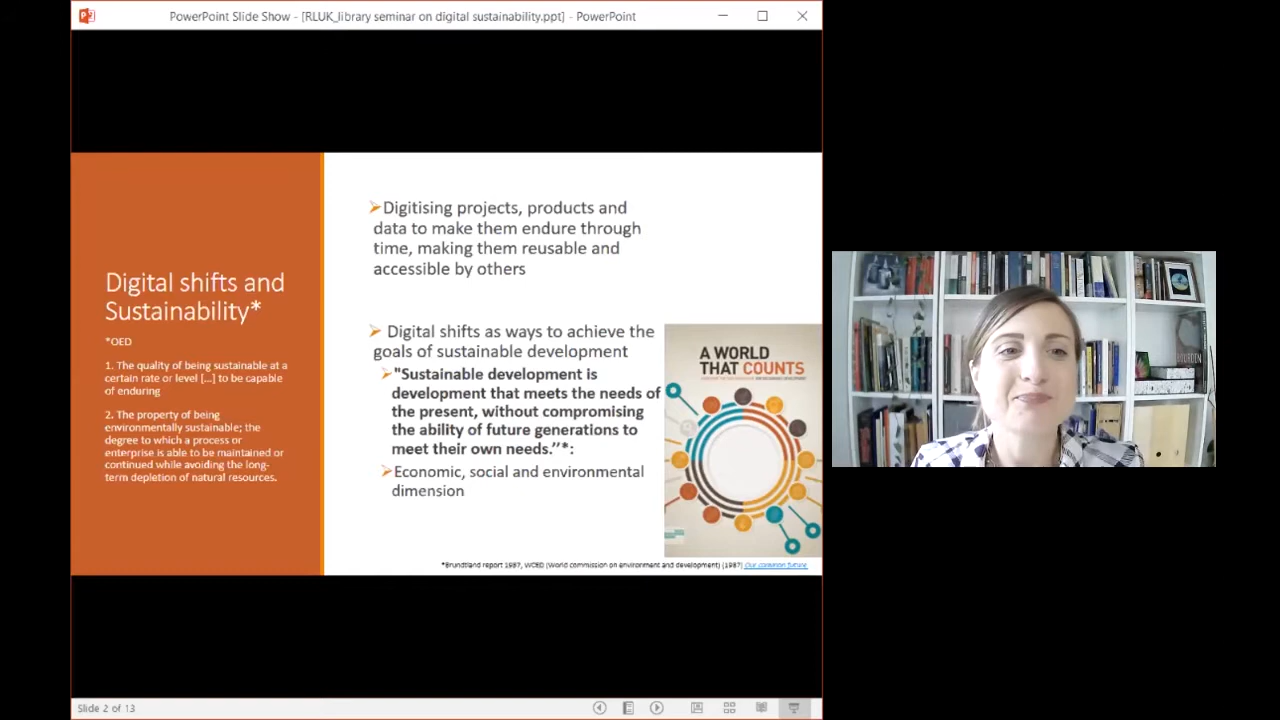 PowerPoint Slide Show - [RLUK_library seminar on digital sustainability.ppt] - PowerPoint
Digital shifts and
Sustainability*
*OED
1. The quality of being sustainable at a
certain rate or level [...] to be capable
of enduring
2. The property of being
environmentally sustainable; the
degree to which a process or
enterprise is able to be maintained or
continued while avoiding the long-
term depletion of natural resources.
Digitising projects, products and
data to make them endure through
time, making them reusable and
accessible by others
Digital shifts as ways to achieve the
goals of sustainable development
"Sustainable development is
development that meets the needs of
the present, without compromising
the ability of future generations to
meet their own needs.”*:
Economic, social and environmental
dimension
A WORLD
THAT COUNTS
*Brundtland report 1987, WCED (World commission on environment and development) (1987) Our common future
Slide 2 of 13